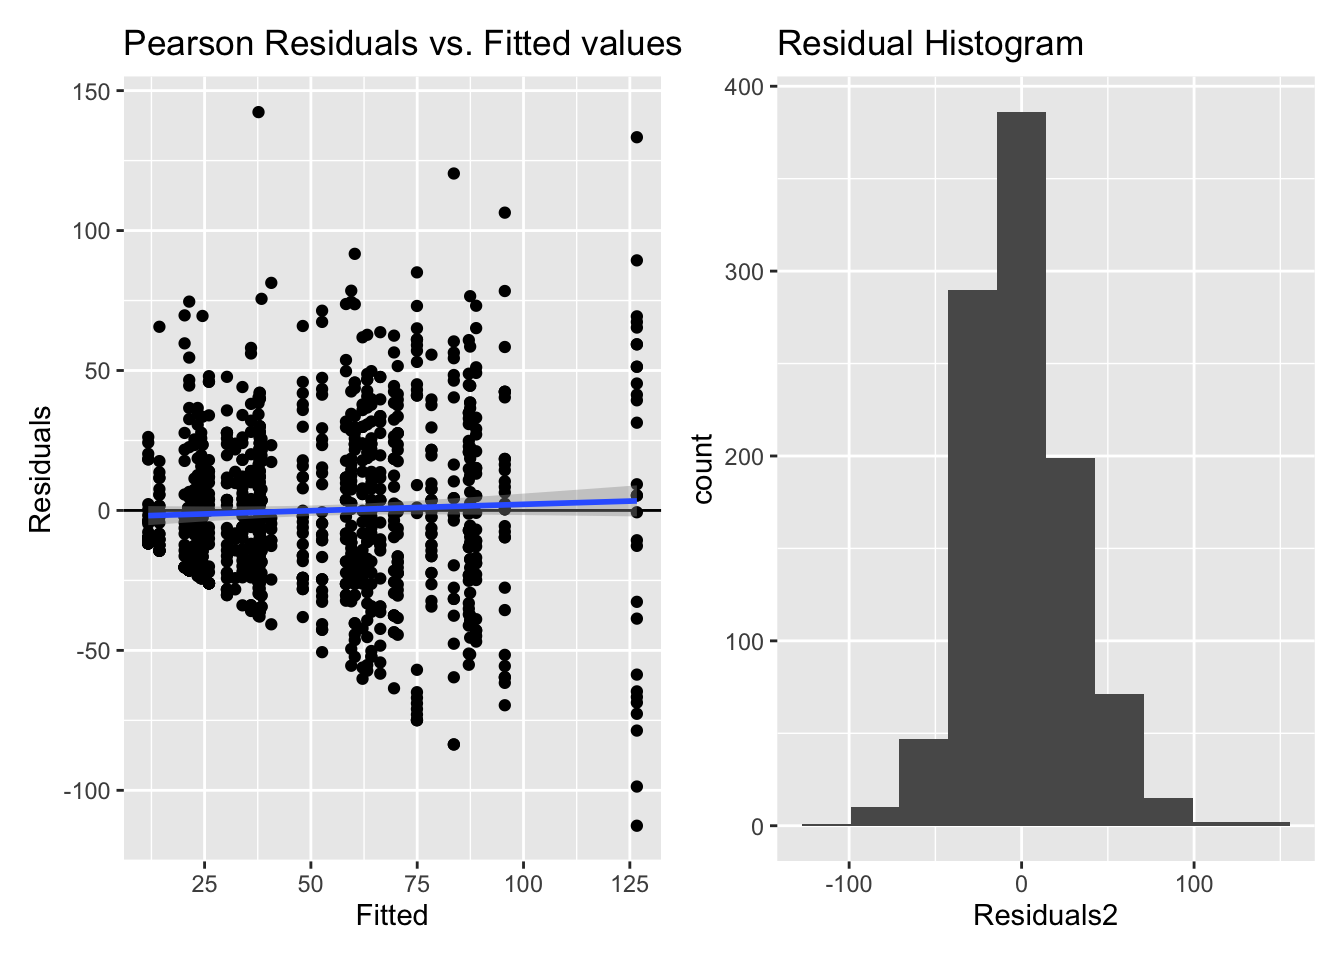 Pearson Residuals vs. Fitted values
150
100
50
0
-50
-100
Residuals
25 50 75 100 125
Fitted
Residual Histogram
400
300
200
100
0
count
-100 0 100
Residuals2